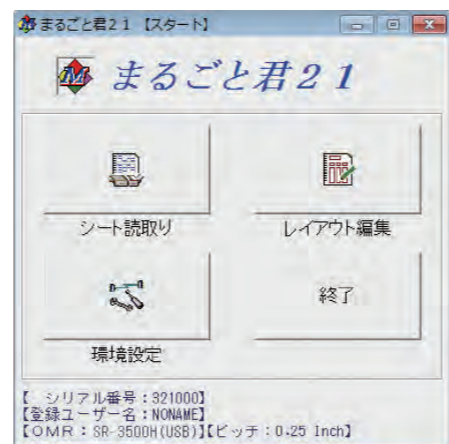 まるごと君21 【スタート】
まるごと君21
シート読取り
レイアウト編集
環境設定
終了
【 シリアル番号：321000】
【登録ユーザー名：NONAME】
【OMR：SR-3500H(USB)】【ピッチ：0.25 Inch】